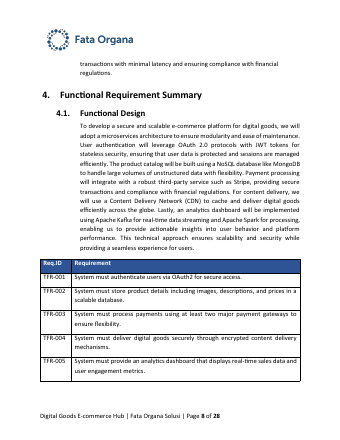 Fata Organa
transactions with minimal latency and ensuring compliance with financial
regulations.
4. Functional Requirement Summary
4.1. Functional Design
To develop a secure and scalable e-commerce platform for digital goods, we will
adopt a microservices architecture to ensure modularity and ease of maintenance.
User authentication will leverage OAuth 2.0 protocols with JWT tokens for
stateless security, ensuring that user data is protected and sessions are managed
efficiently. The product catalog will be built using a NoSQL database like MongoDB
to handle large volumes of unstructured data with flexibility. Payment processing
will integrate with a robust third-party service such as Stripe, providing secure
transactions and compliance with financial regulations. For content delivery, we
will use a Content Delivery Network (CDN) to cache and deliver digital goods
efficiently across the globe. Lastly, an analytics dashboard will be implemented
using Apache Kafka for real-time data streaming and Apache Spark for processing,
enabling us to provide actionable insights into user behavior and platform
performance. This technical approach ensures scalability and security while
providing a seamless experience for users.
Req.ID Requirement
TFR-001 System must authenticate users via OAuth2 for secure access.
TFR-002 System must store product details including images, descriptions, and prices in a
scalable database.
TFR-003 System must process payments using at least two major payment gateways to
ensure flexibility.
TFR-004 System must deliver digital goods securely through encrypted content delivery
mechanisms.
TFR-005 System must provide an analytics dashboard that displays real-time sales data and
user engagement metrics.
Digital Goods E-commerce Hub | Fata Organa Solusi | Page 8 of 28